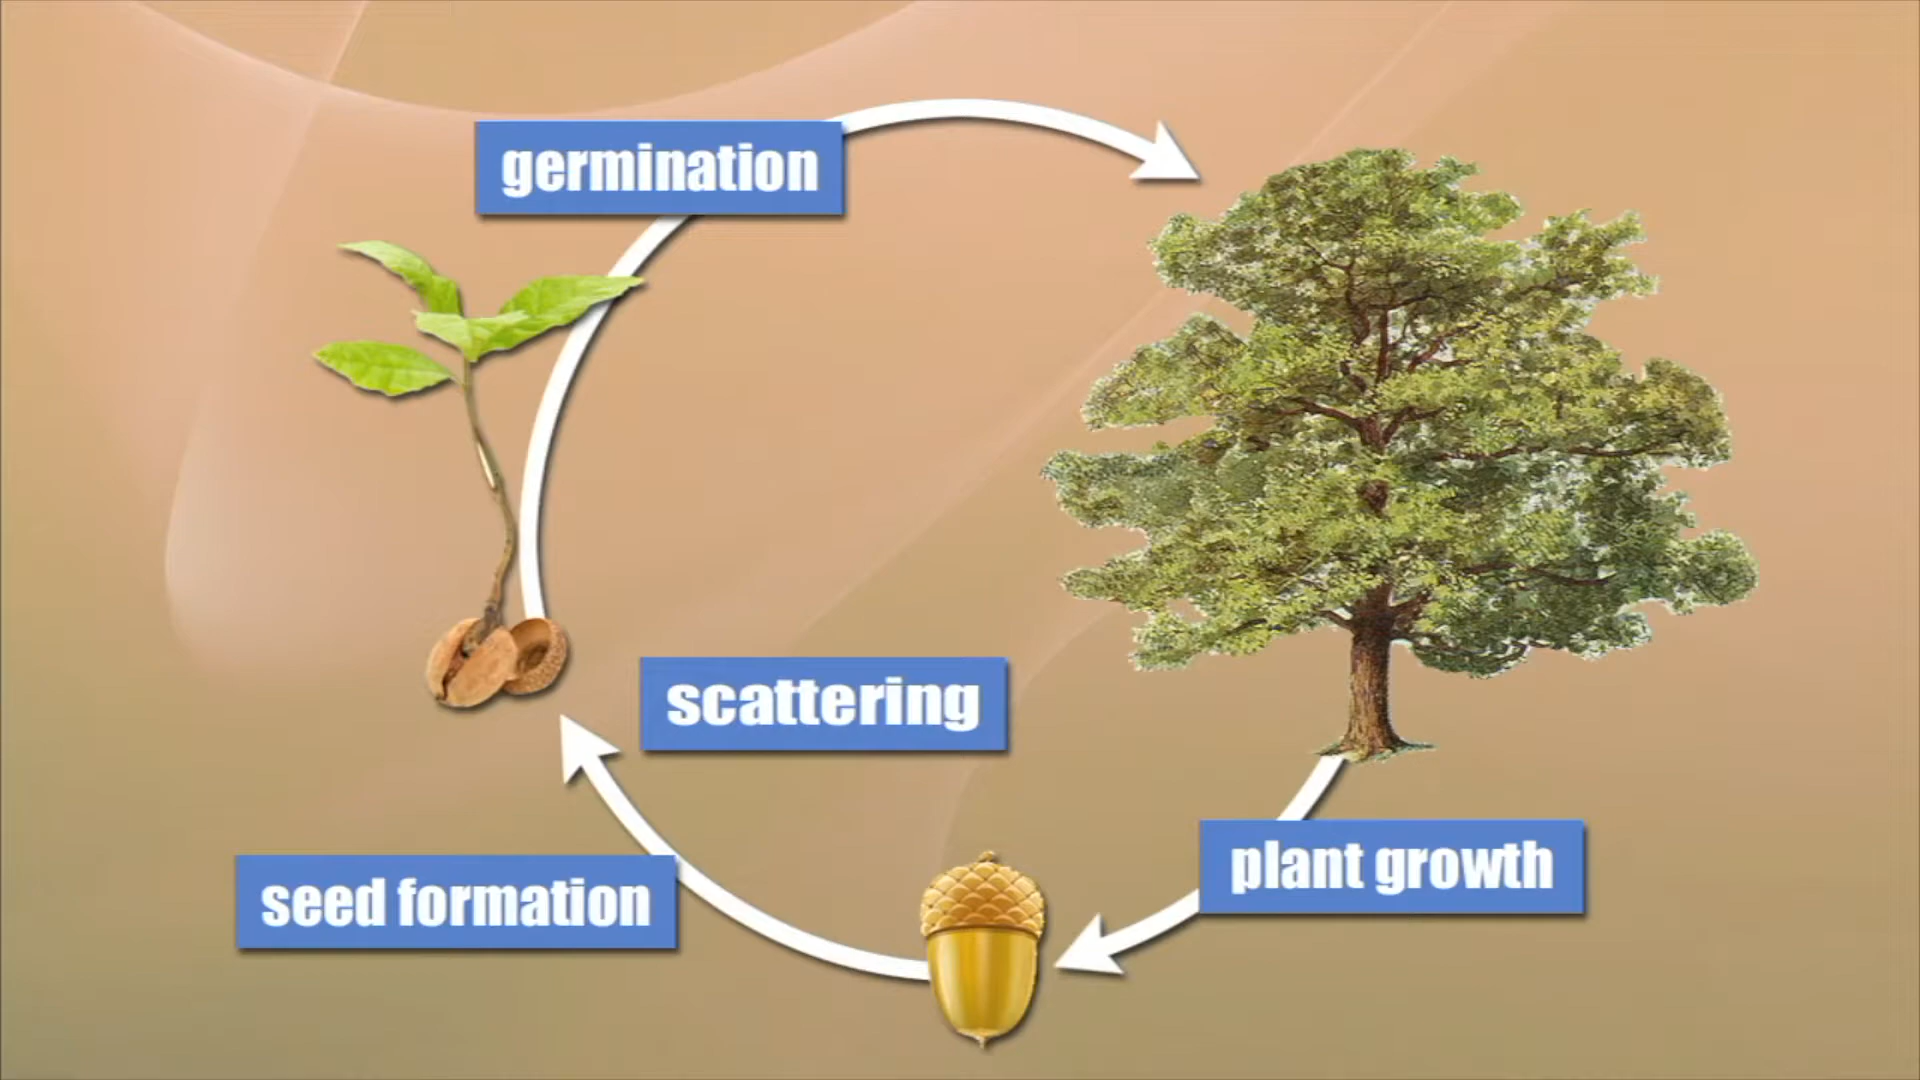 germination
scattering
plant growth
seed formation